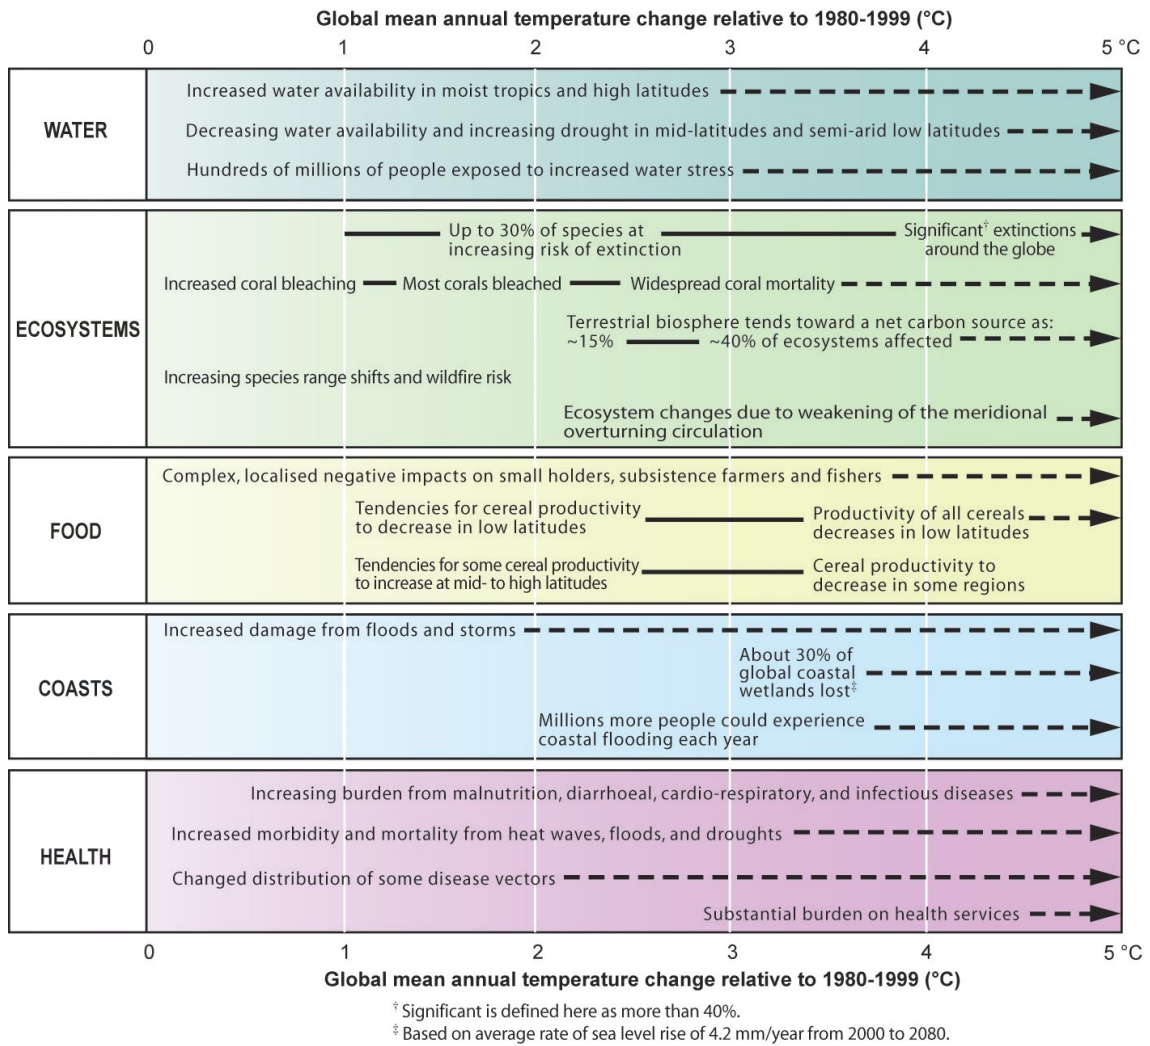 Global mean annual temperature change relative to 1980-1999 (°C)
0 1 2 3 4 5 °C
WATER
Increased water availability in moist tropics and high latitudes
Decreasing water availability and increasing drought in mid-latitudes and semi-arid low latitudes
Hundreds of millions of people exposed to increased water stress
ECOSYSTEMS
Up to 30% of species at
increasing risk of extinction
Significant† extinctions
around the globe
Increased coral bleaching Most corals bleached Widespread coral mortality
Terrestrial biosphere tends toward a net carbon source as:
~15% ~40% of ecosystems affected
Increasing species range shifts and wildfire risk
Ecosystem changes due to weakening of the meridional
overturning circulation
FOOD
Complex, localised negative impacts on small holders, subsistence farmers and fishers
Tendencies for cereal productivity
to decrease in low latitudes
Productivity of all cereals
decreases in low latitudes
Tendencies for some cereal productivity
to increase at mid- to high latitudes
Cereal productivity to
decrease in some regions
COASTS
Increased damage from floods and storms
About 30% of
global coastal
wetlands lost‡
Millions more people could experience
coastal flooding each year
HEALTH
Increasing burden from malnutrition, diarrhoeal, cardio-respiratory, and infectious diseases
Increased morbidity and mortality from heat waves, floods, and droughts
Changed distribution of some disease vectors
Substantial burden on health services
0 1 2 3 4 5 °C
Global mean annual temperature change relative to 1980-1999 (°C)
† Significant is defined here as more than 40%.
‡ Based on average rate of sea level rise of 4.2 mm/year from 2000 to 2080.